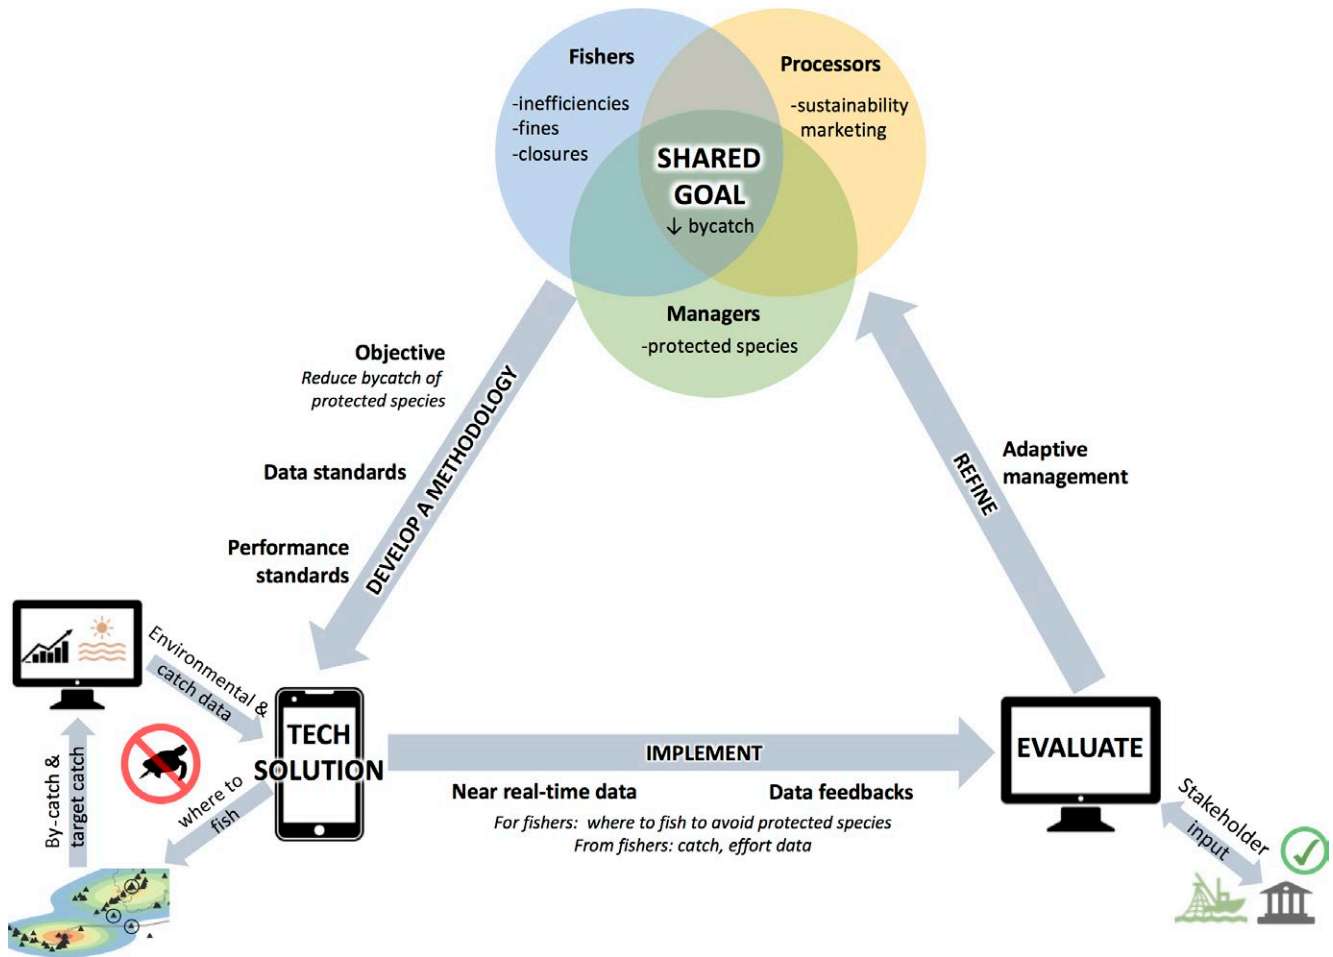 Fishers
-inefficiencies
-fines
-closures
Processors
-sustainability
marketing
SHARED
GOAL
↓ bycatch
Managers
-protected species
Objective
Reduce bycatch of
protected species
Data standards
Performance
standards
DEVELOP A METHODOLOGY
REFINE
Adaptive
management
Environmental &
catch data
By-catch &
target catch
where to
fish
TECH
SOLUTION
IMPLEMENT
Near real-time data
Data feedbacks
For fishers: where to fish to avoid protected species
From fishers: catch, effort data
EVALUATE
Stakeholder
input